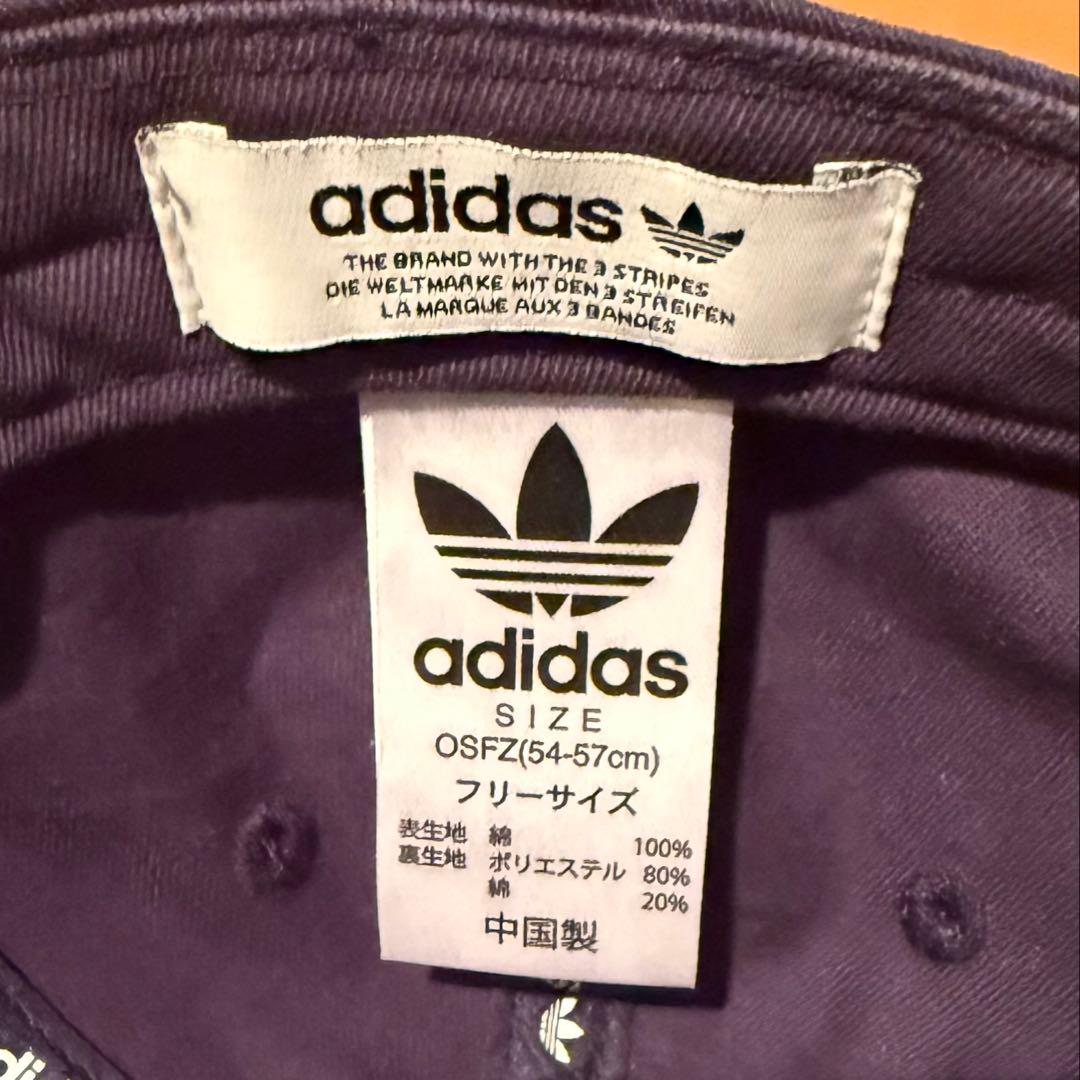 adidas
THE BRAND WITH THE 3 STRIPES
DIE WELTMARKE MIT DEN 3 STREIFEN
LA MARQUE AUX 3 BANDES
adidas
SIZE
OSFZ(54-57cm)
フリーサイズ
表生地 綿 100%
裏生地 ポリエステル 80%
綿 20%
中国製